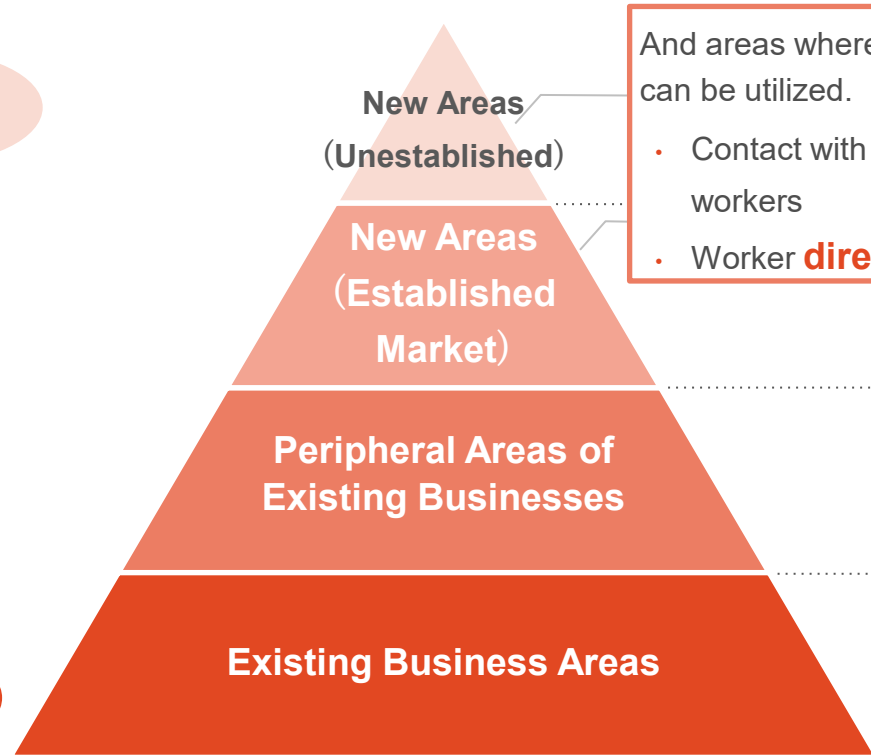 New Areas
(Unestablished)
New Areas
(Established
Market)
Peripheral Areas of
Existing Businesses
Existing Business Areas
And areas where
can be utilized.
• Contact with
workers
• Worker